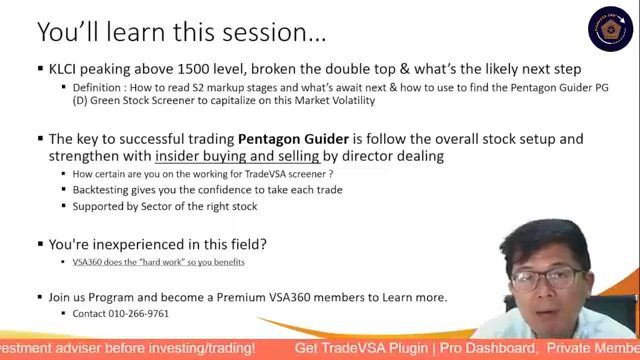 You'll learn this session...
• KLCI peaking above 1500 level, broken the double top & what's the likely next step
• Definition : How to read S2 markup stages and what's await next & how to use to find the Pentagon Guider PG
(D) Green Stock Screener to capitalize on this Market Volatility
• The key to successful trading Pentagon Guider is follow the overall stock setup and
strengthen with insider buying and selling by director dealing
• How certain are you on the working for TradeVSA screener ?
• Backtesting gives you the confidence to take each trade
• Supported by Sector of the right stock
• You're inexperienced in this field?
• VSA360 does the "hard work" so you benefits
• Join us Program and become a Premium VSA360 members to Learn more.
• Contact 010-266-9761
vestment adviser before investing/trading! Get TradeVSA Plugin | Pro Dashboard, Private Membe